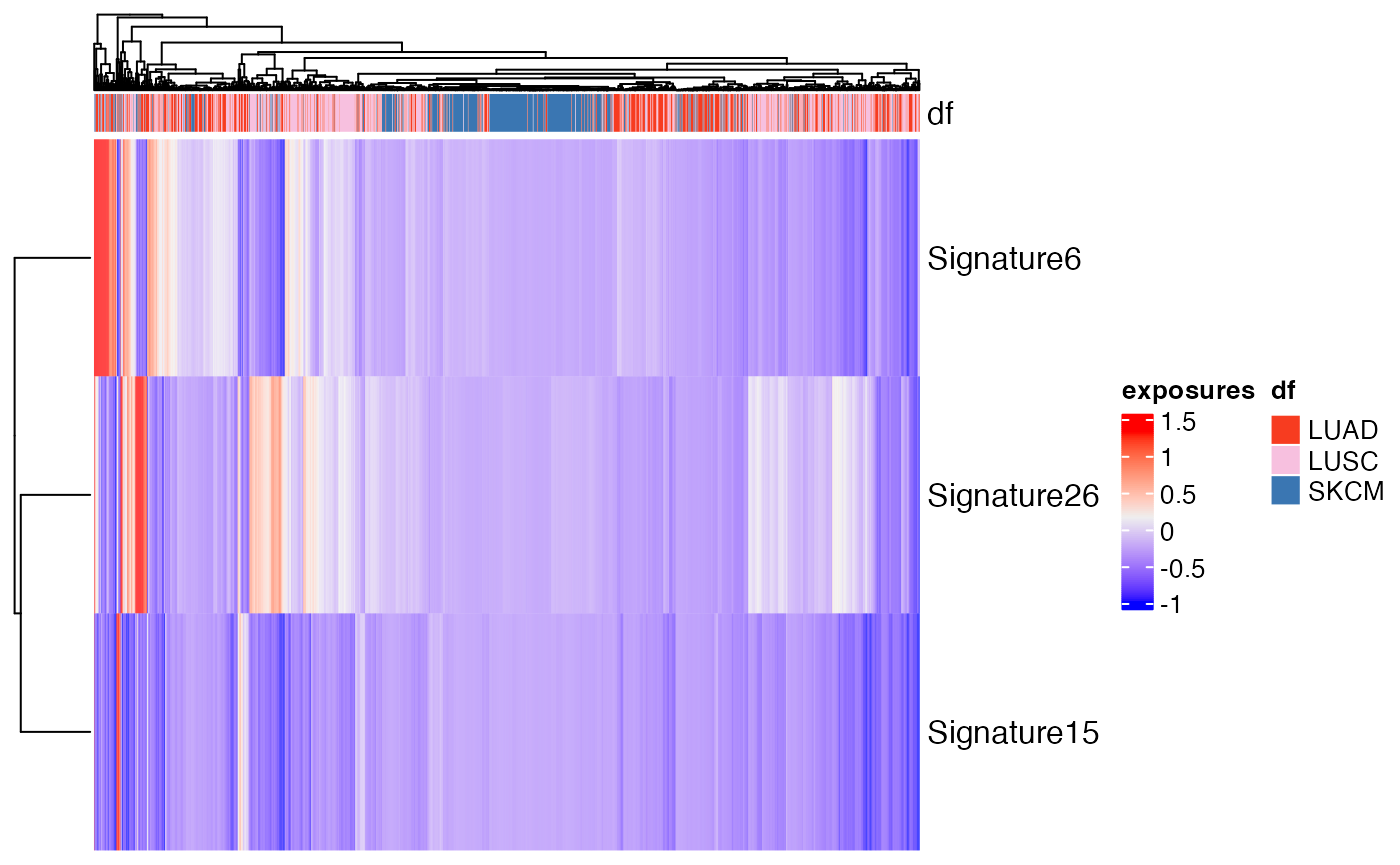 df
Signature6
Signature26
Signature15
exposures
1.5
1
0.5
0
-0.5
-1
df
LUAD
LUSC
SKCM